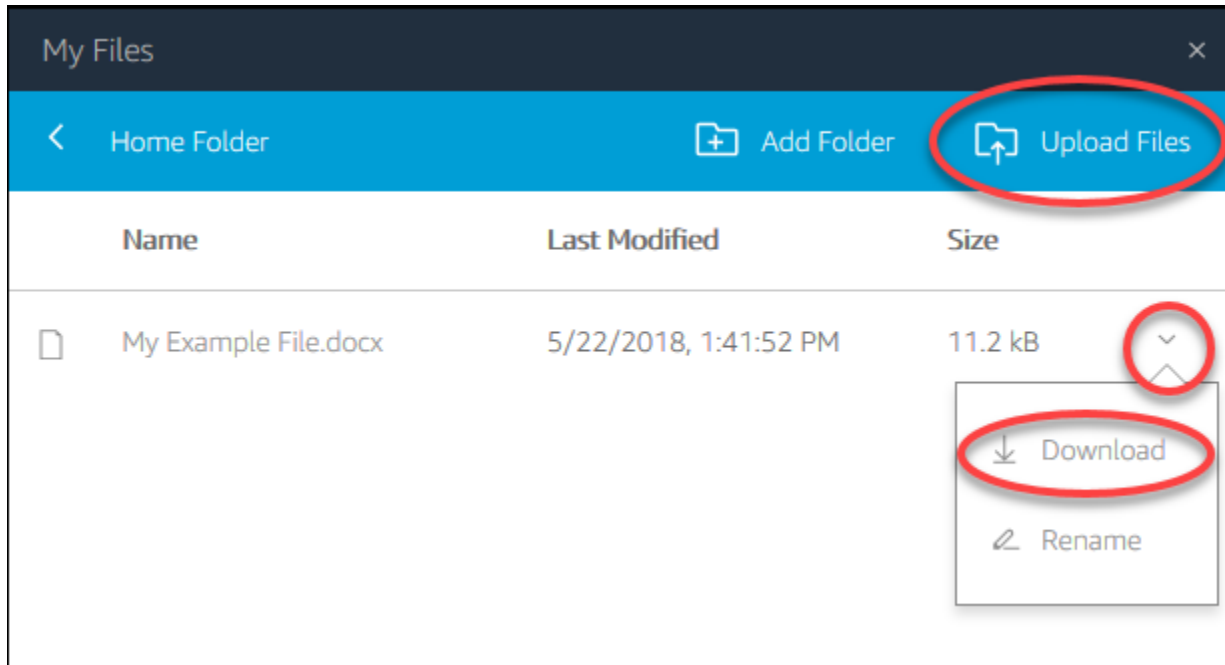 My Files
Home Folder Add Folder Upload Files
Name Last Modified Size
My Example File.docx 5/22/2018, 1:41:52 PM 11.2 kB
Download
Rename